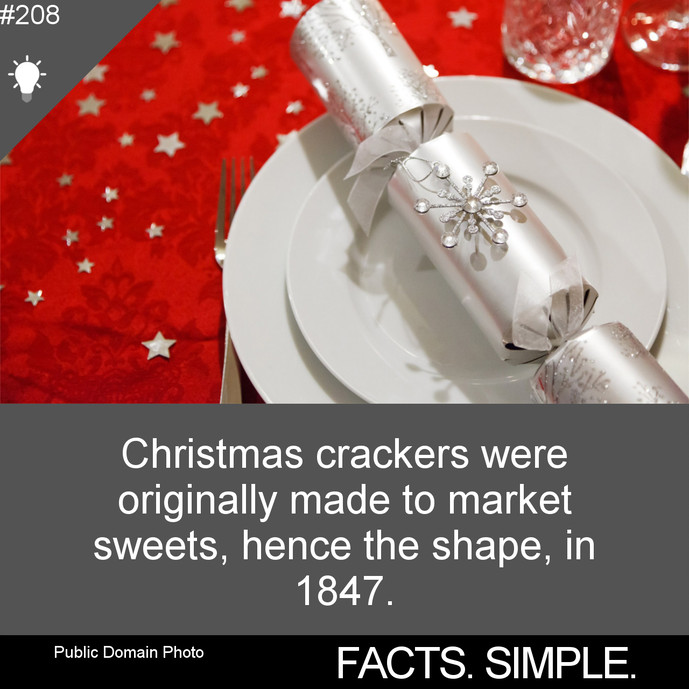 #208
Christmas crackers were
originally made to market
sweets, hence the shape, in
1847.
Public Domain Photo
FACTS. SIMPLE.